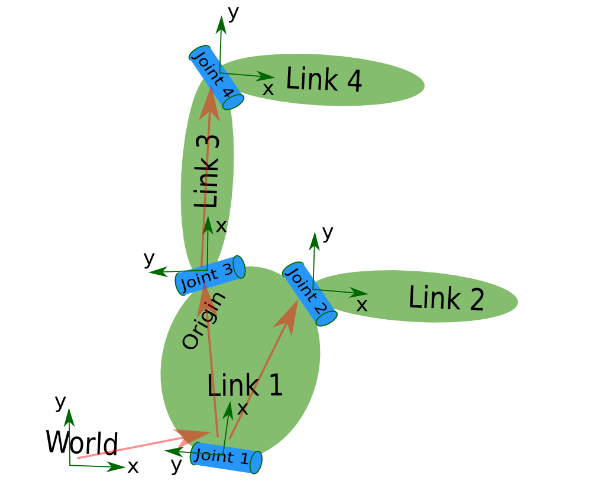 y
Joint 4
x
Link 4
Link 3
x
y
y
Joint 3
Joint 2
x
Link 2
Origin
Link 1
x
y
World
Joint 1
y
x